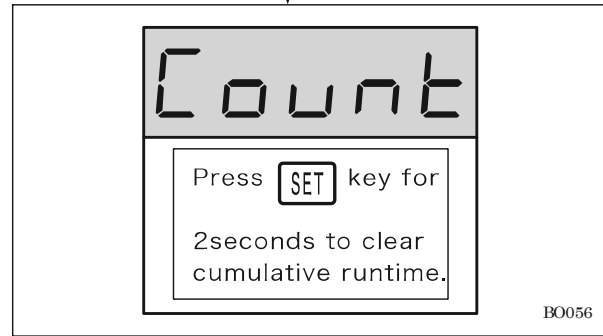 Count
Press SET key for
2seconds to clear
cumulative runtime.
BO056